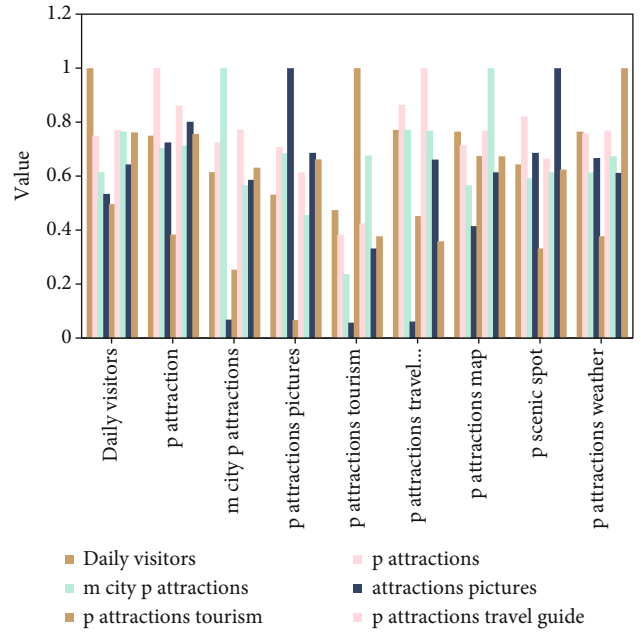 1.2
1
0.8
0.6
0.4
0.2
0
Value
Daily visitors
p attraction
m city p attractions
p attractions pictures
p attractions tourism
p attractions travel...
p attractions map
p scenic spot
p attractions weather
Daily visitors
p attractions
m city p attractions
attractions pictures
p attractions tourism
p attractions travel guide